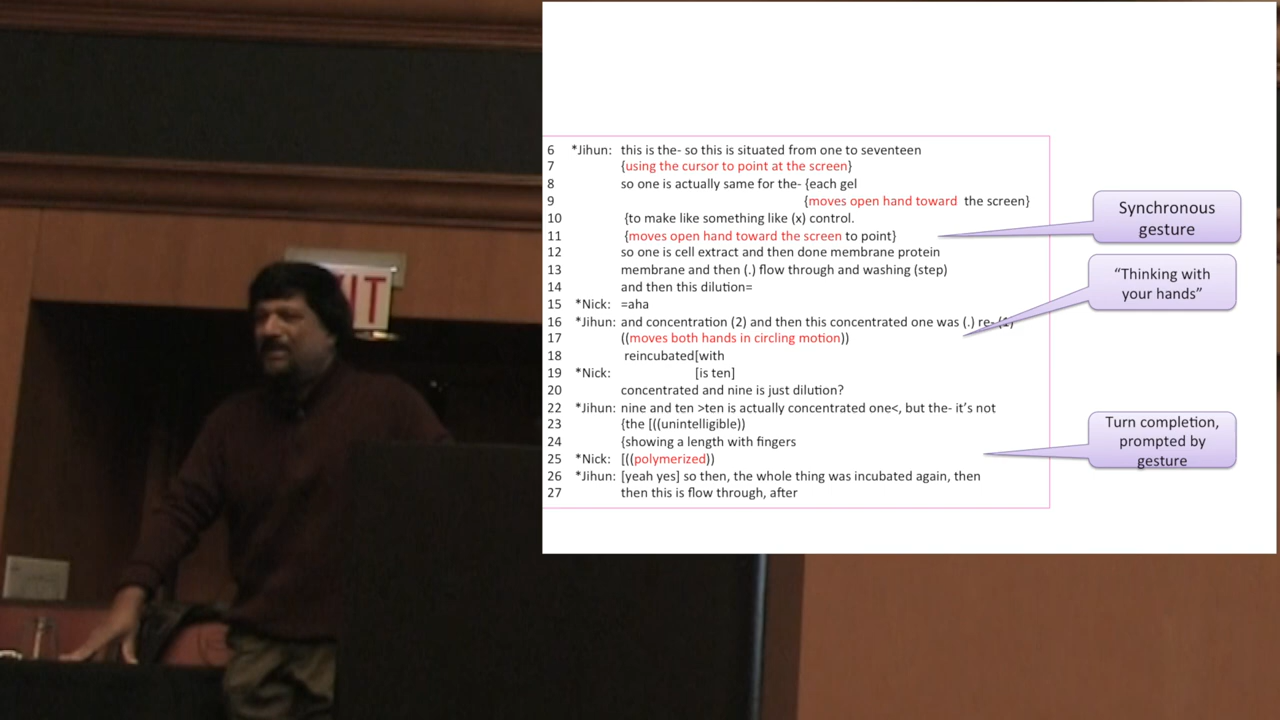 6 *Jihun: this is the- so this is situated from one to seventeen
7 {using the cursor to point at the screen}
8 so one is actually same for the- {each gel
9 {moves open hand toward the screen}
10 {to make like something like (x) control.
11 {moves open hand toward the screen to point}
12 so one is cell extract and then done membrane protein
13 membrane and then (.) flow through and washing (step)
14 and then this dilution=
15 *Nick: =aha
16 *Jihun: and concentration (2) and then this concentrated one was (.) re- (1)
17 ((moves both hands in circling motion))
18 reincubated[with
19 *Nick: [is ten]
20 concentrated and nine is just dilution?
22 *Jihun: nine and ten >ten is actually concentrated one<, but the- it's not
23 {the [((unintelligible))
24 {showing a length with fingers
25 *Nick: [((polymerized))
26 *Jihun: [yeah yes] so then, the whole thing was incubated again, then
27 then this is flow through, after
Synchronous
gesture
"Thinking with
your hands"
Turn completion,
prompted by
gesture